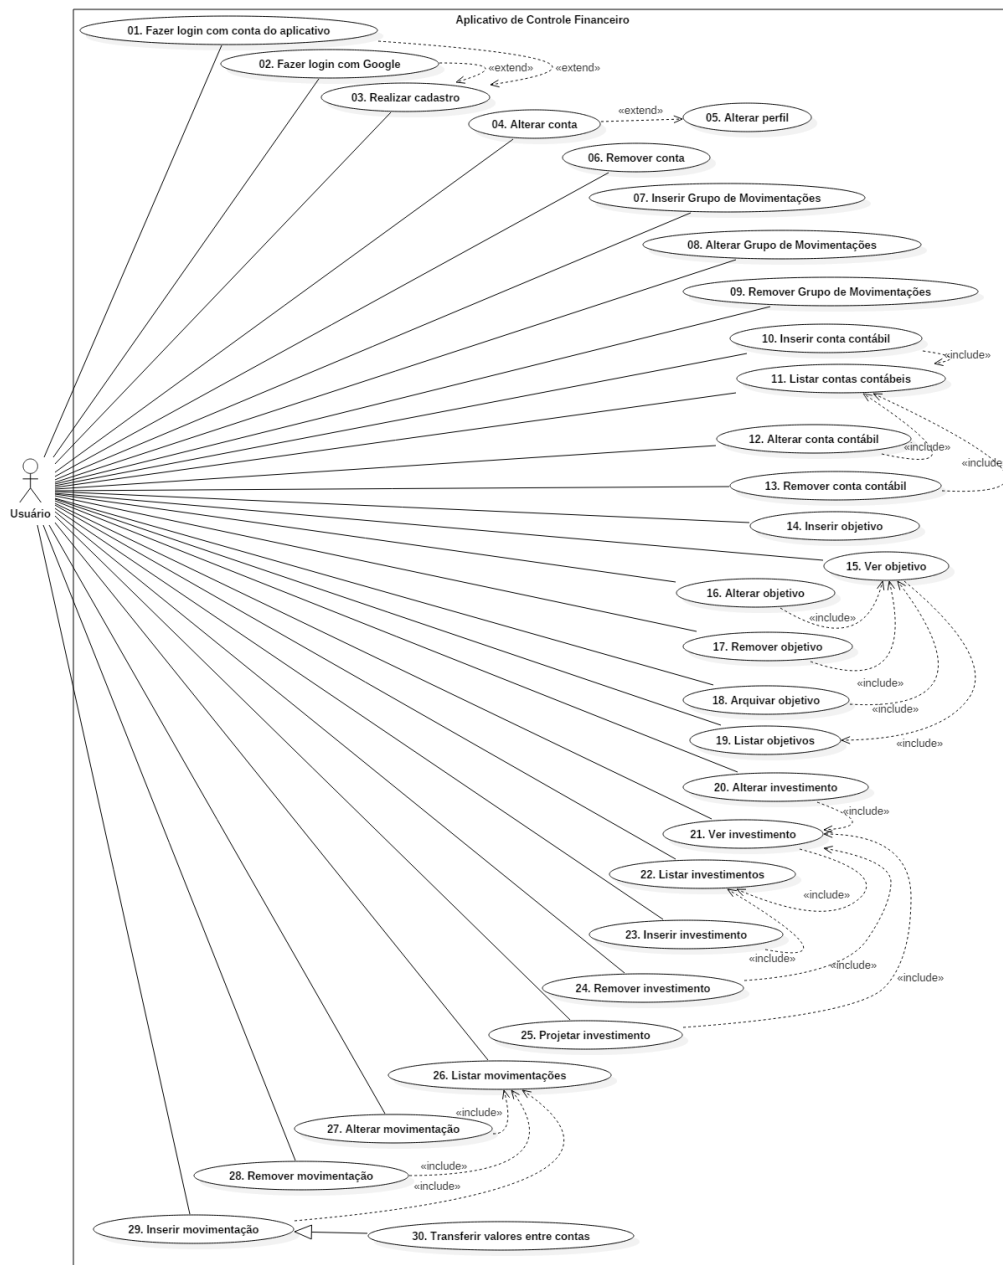 Aplicativo de Controle Financeiro
01. Fazer login com conta do aplicativo
02. Fazer login com Google
«extend»
«extend»
03. Realizar cadastro
04. Alterar conta
«extend»
05. Alterar perfil
06. Remover conta
07. Inserir Grupo de Movimentações
08. Alterar Grupo de Movimentações
09. Remover Grupo de Movimentações
10. Inserir conta contábil
«include»
11. Listar contas contábeis
12. Alterar conta contábil
«include»
«include»
13. Remover conta contábil
Usuário
14. Inserir objetivo
15. Ver objetivo
16. Alterar objetivo
«include»
17. Remover objetivo
«include»
18. Arquivar objetivo
«include»
19. Listar objetivos
«include»
20. Alterar investimento
«include»
21. Ver investimento
22. Listar investimentos
«include»
23. Inserir investimento
«include»
«include»
«include»
24. Remover investimento
25. Projetar investimento
26. Listar movimentações
«include»
27. Alterar movimentação
«include»
28. Remover movimentação
«include»
29. Inserir movimentação
30. Transferir valores entre contas